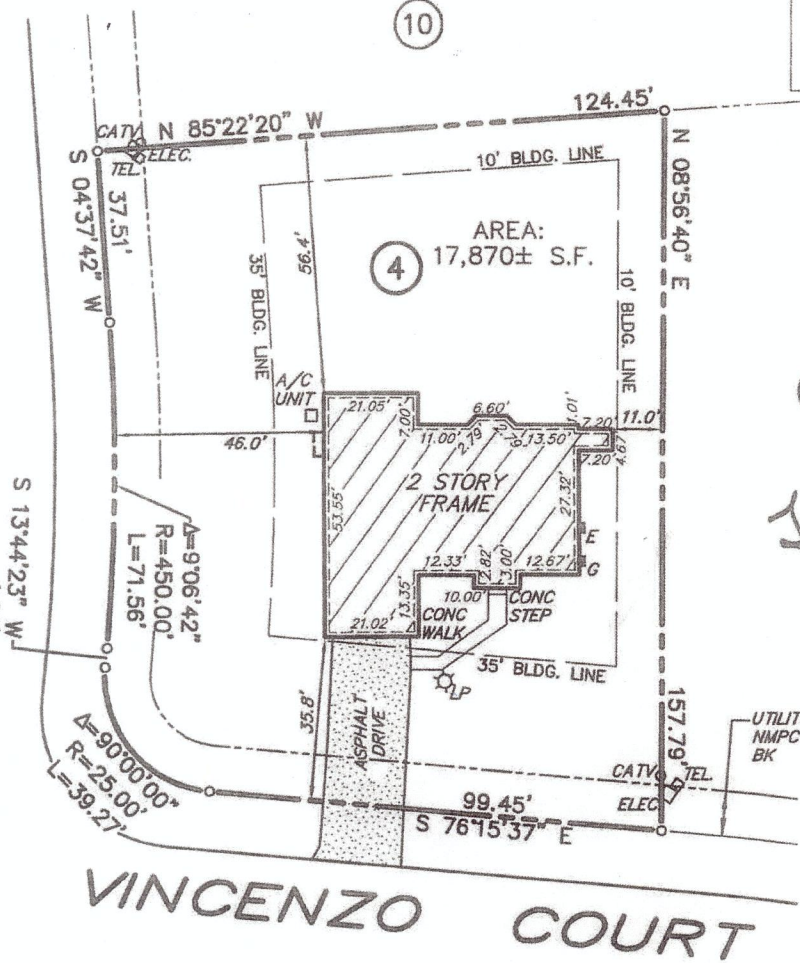 10
124.45'
N 85°22'20" W
CATV
ELEC.
TEL.
S 04°37'42" W
37.51'
10' BLDG. LINE
N 08°56'40" E
AREA:
17,870± S.F.
4
56.4'
35' BLDG. LINE
10' BLDG. LINE
A/C
UNIT
21.05'
7.00'
6.60'
11.00'
2.79
13.50'
1.01'
7.20'
11.0'
4.67
7.20'
46.0'
2 STORY
FRAME
53.55'
27.32'
E
G
12.33'
2.82'
3.00'
12.67'
10.00'
13.35'
21.02'
CONC
WALK
CONC
STEP
35' BLDG. LINE
LP
S 13°44'23" W
Δ=9°06'42"
R=450.00'
L=71.56'
35.8'
ASPHALT
DRIVE
157.79'
UTILIT
NMPC
BK
CATV
TEL.
ELEC
Δ=90°00'00"
R=25.00'
L=39.27'
99.45'
S 76°15'37" E
VINCENZO COURT